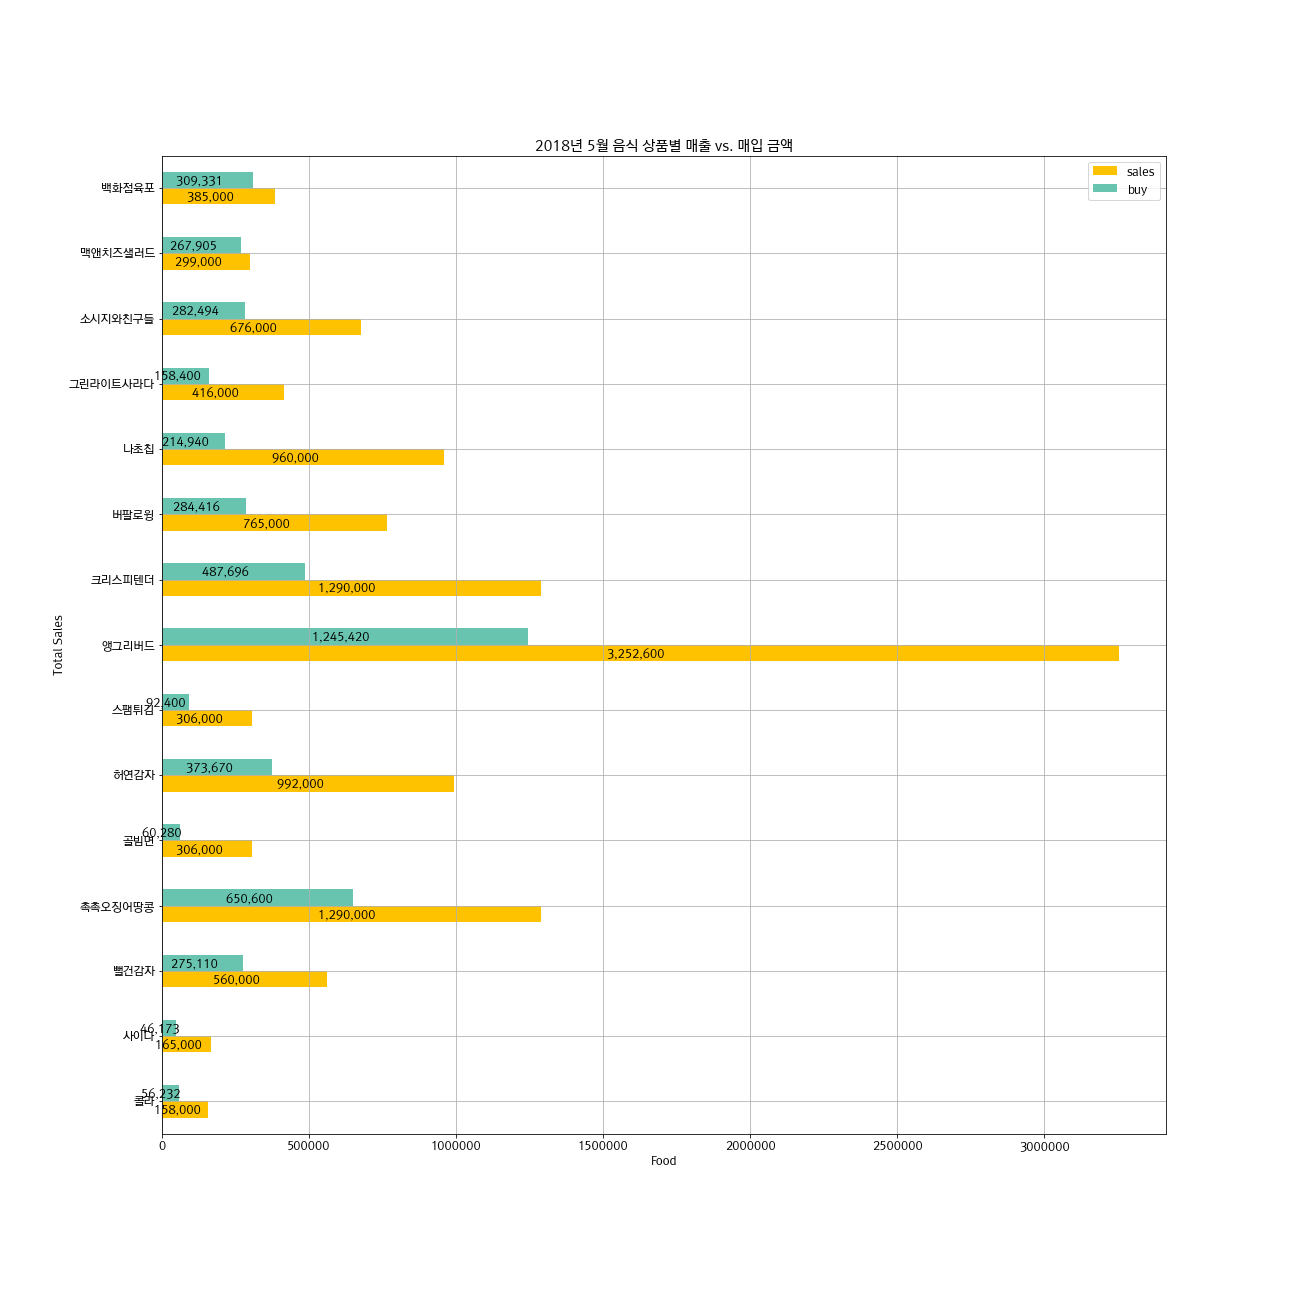 2018년 5월 음식 상품별 매출 vs. 매입 금액
sales
buy
백화점육포
309,331
385,000
맥앤치즈샐러드
267,905
299,000
소시지와친구들
282,494
676,000
그린라이트사라다
158,400
416,000
나초칩
214,940
960,000
버팔로윙
284,416
765,000
크리스피텐더
487,696
1,290,000
앵그리버드
1,245,420
3,252,600
스팸튀김
92,400
306,000
허연감자
373,670
992,000
골빔면
60,280
306,000
촉촉오징어땅콩
650,600
1,290,000
뻘건감자
275,110
560,000
사이다
46,173
165,000
콜라
56,232
158,000
Total Sales
0 500000 1000000 1500000 2000000 2500000 3000000
Food